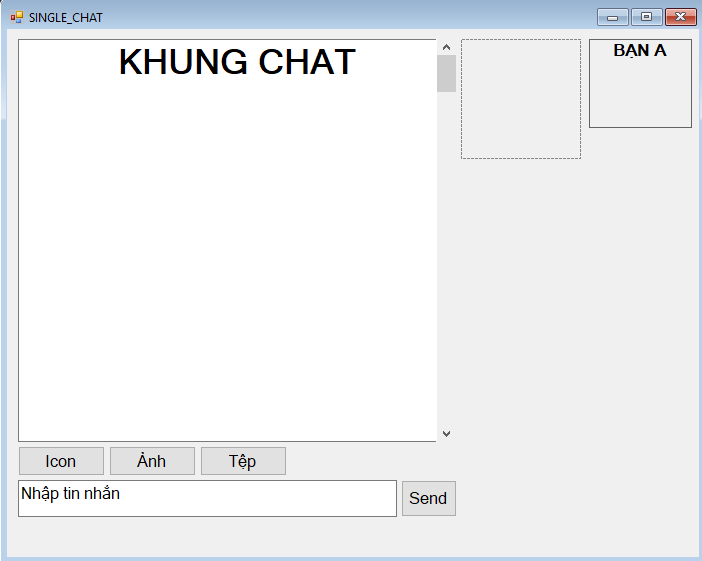 SINGLE_CHAT
KHUNG CHAT
BẠN A
Icon
Ảnh
Tệp
Nhập tin nhắn
Send